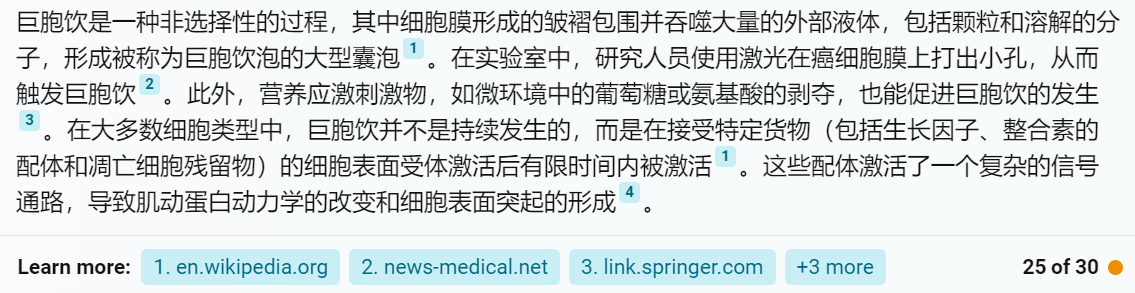 巨胞饮是一种非选择性的过程，其中细胞膜形成的皱褶包围并吞噬大量的外部液体，包括颗粒和溶解的分
子，形成被称为巨胞饮泡的大型囊泡 1 。在实验室中，研究人员使用激光在癌细胞膜上打出小孔，从而
触发巨胞饮 2 。此外，营养应激刺激物，如微环境中的葡萄糖或氨基酸的剥夺，也能促进巨胞饮的发生
3 。在大多数细胞类型中，巨胞饮并不是持续发生的，而是在接受特定货物（包括生长因子、整合素的
配体和凋亡细胞残留物）的细胞表面受体激活后有限时间内被激活 1 。这些配体激活了一个复杂的信号
通路，导致肌动蛋白动力学的改变和细胞表面突起的形成 4 。
Learn more: 1. en.wikipedia.org 2. news-medical.net 3. link.springer.com +3 more 25 of 30